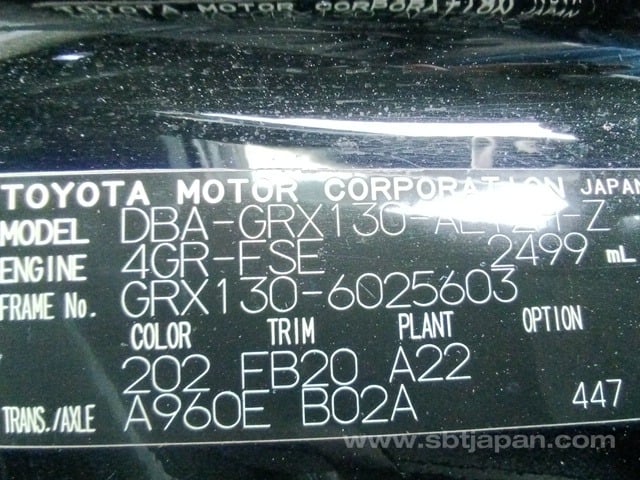 TOYOTA MOTOR CORPORATION
TOYOTA MOTOR CORPORATION JAPAN
MODEL DBA-GRX130-
ENGINE 4GR-FSE 2499 mL
FRAME No. GRX130-6025603
COLOR TRIM PLANT OPTION
202 FB20 A22
TRANS./AXLE A960E B02A 447
www.sbtjapan.com